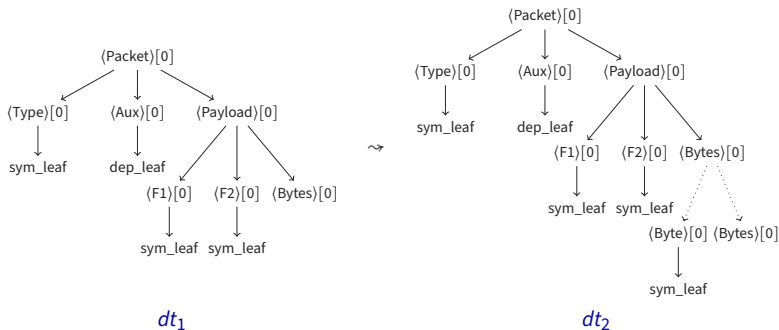 ⟨Packet⟩[0]
⟨Type⟩[0] ⟨Aux⟩[0] ⟨Payload⟩[0]
sym_leaf dep_leaf
⟨F1⟩[0] ⟨F2⟩[0] ⟨Bytes⟩[0]
sym_leaf sym_leaf
dt1
⇝
⟨Packet⟩[0]
⟨Type⟩[0] ⟨Aux⟩[0] ⟨Payload⟩[0]
sym_leaf dep_leaf
⟨F1⟩[0] ⟨F2⟩[0] ⟨Bytes⟩[0]
sym_leaf sym_leaf
⟨Byte⟩[0] ⟨Bytes⟩[0]
sym_leaf
dt2